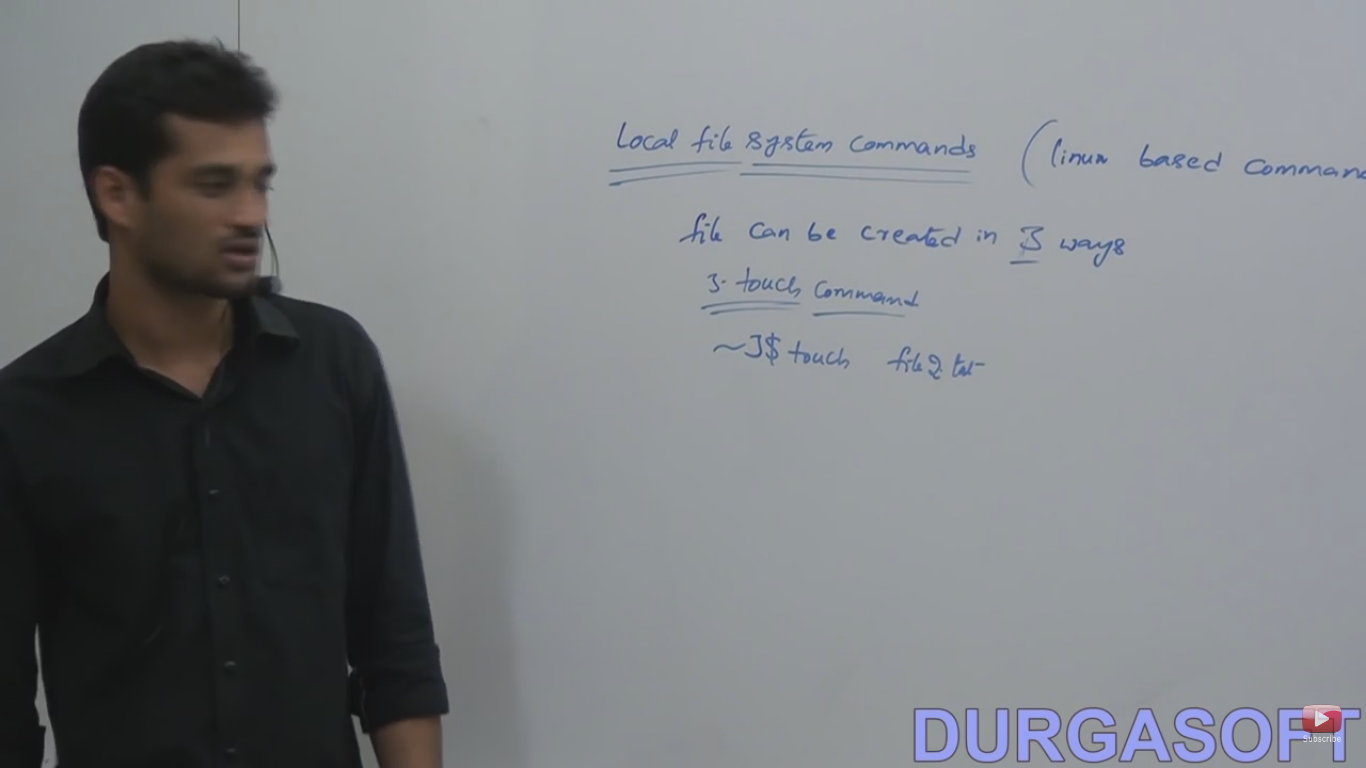 Local file system commands (linux based comman
file can be created in 3 ways
3. touch command
~]$ touch file2.txt
DURGASOFT
Subscribe